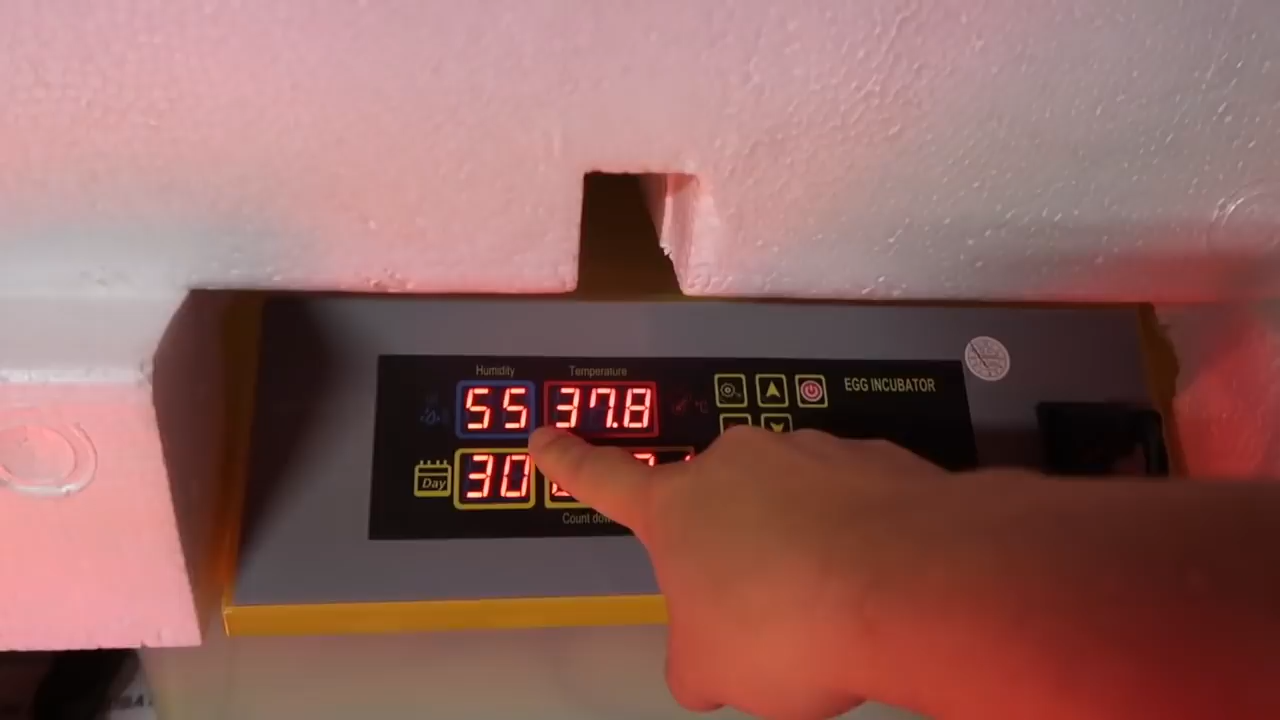 Humidity Temperature
55 37.8 °C
EGG INCUBATOR
Day 30
Count down